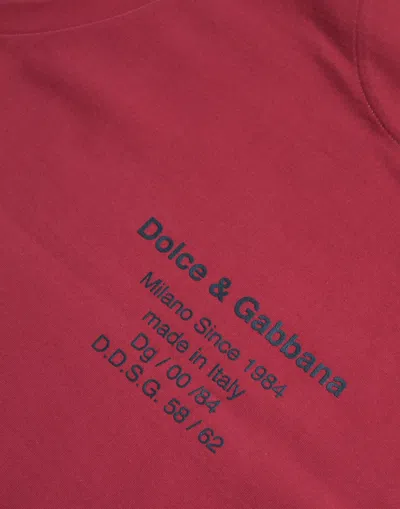 Dolce & Gabbana
Milano Since 1984
made in Italy
Dg / 00 /84
D.D.S.G. 58 / 62